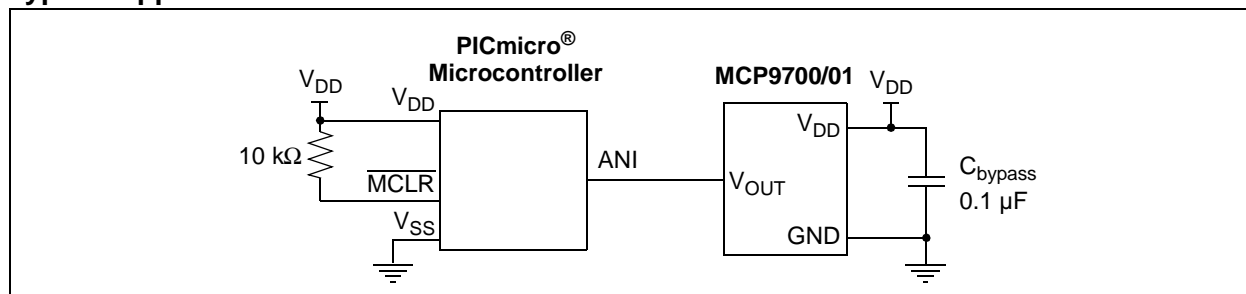 PICmicro®
Microcontroller
MCP9700/01
VDD
VDD
VDD
VDD
10 kΩ
ANI
MCLR
VOUT
Cbypass
0.1 µF
VSS
GND